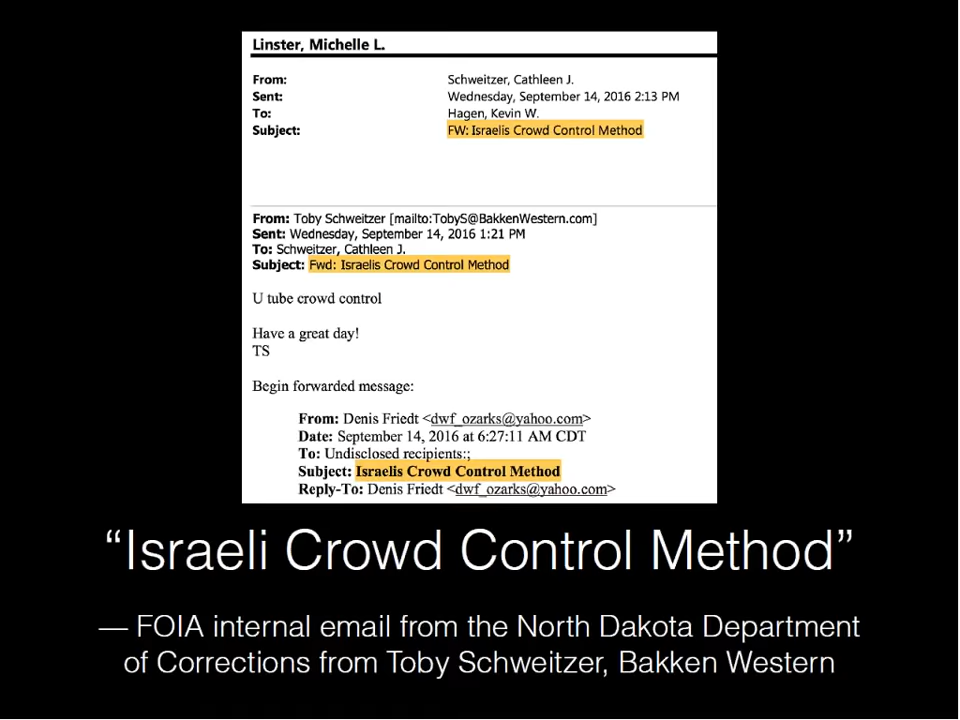 Linster, Michelle L.
From: Schweitzer, Cathleen J.
Sent: Wednesday, September 14, 2016 2:13 PM
To: Hagen, Kevin W.
Subject: FW: Israelis Crowd Control Method
From: Toby Schweitzer [mailto:TobyS@BakkenWestern.com]
Sent: Wednesday, September 14, 2016 1:21 PM
To: Schweitzer, Cathleen J.
Subject: Fwd: Israelis Crowd Control Method
U tube crowd control
Have a great day!
TS
Begin forwarded message:
From: Denis Friedt <dwf_ozarks@yahoo.com>
Date: September 14, 2016 at 6:27:11 AM CDT
To: Undisclosed recipients:;
Subject: Israelis Crowd Control Method
Reply-To: Denis Friedt <dwf_ozarks@yahoo.com>
“Israeli Crowd Control Method”
— FOIA internal email from the North Dakota Department
of Corrections from Toby Schweitzer, Bakken Western